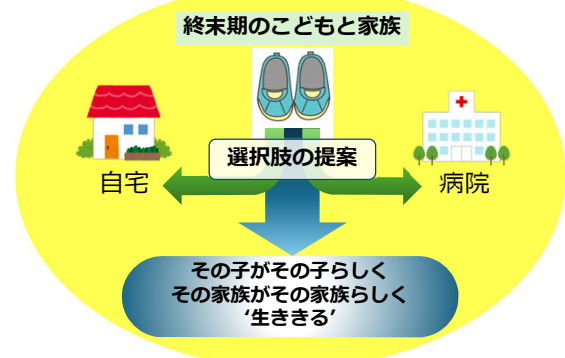 終末期のこどもと家族
選択肢の提案
自宅
病院
その子がその子らしく
その家族がその家族らしく
‘生ききる’